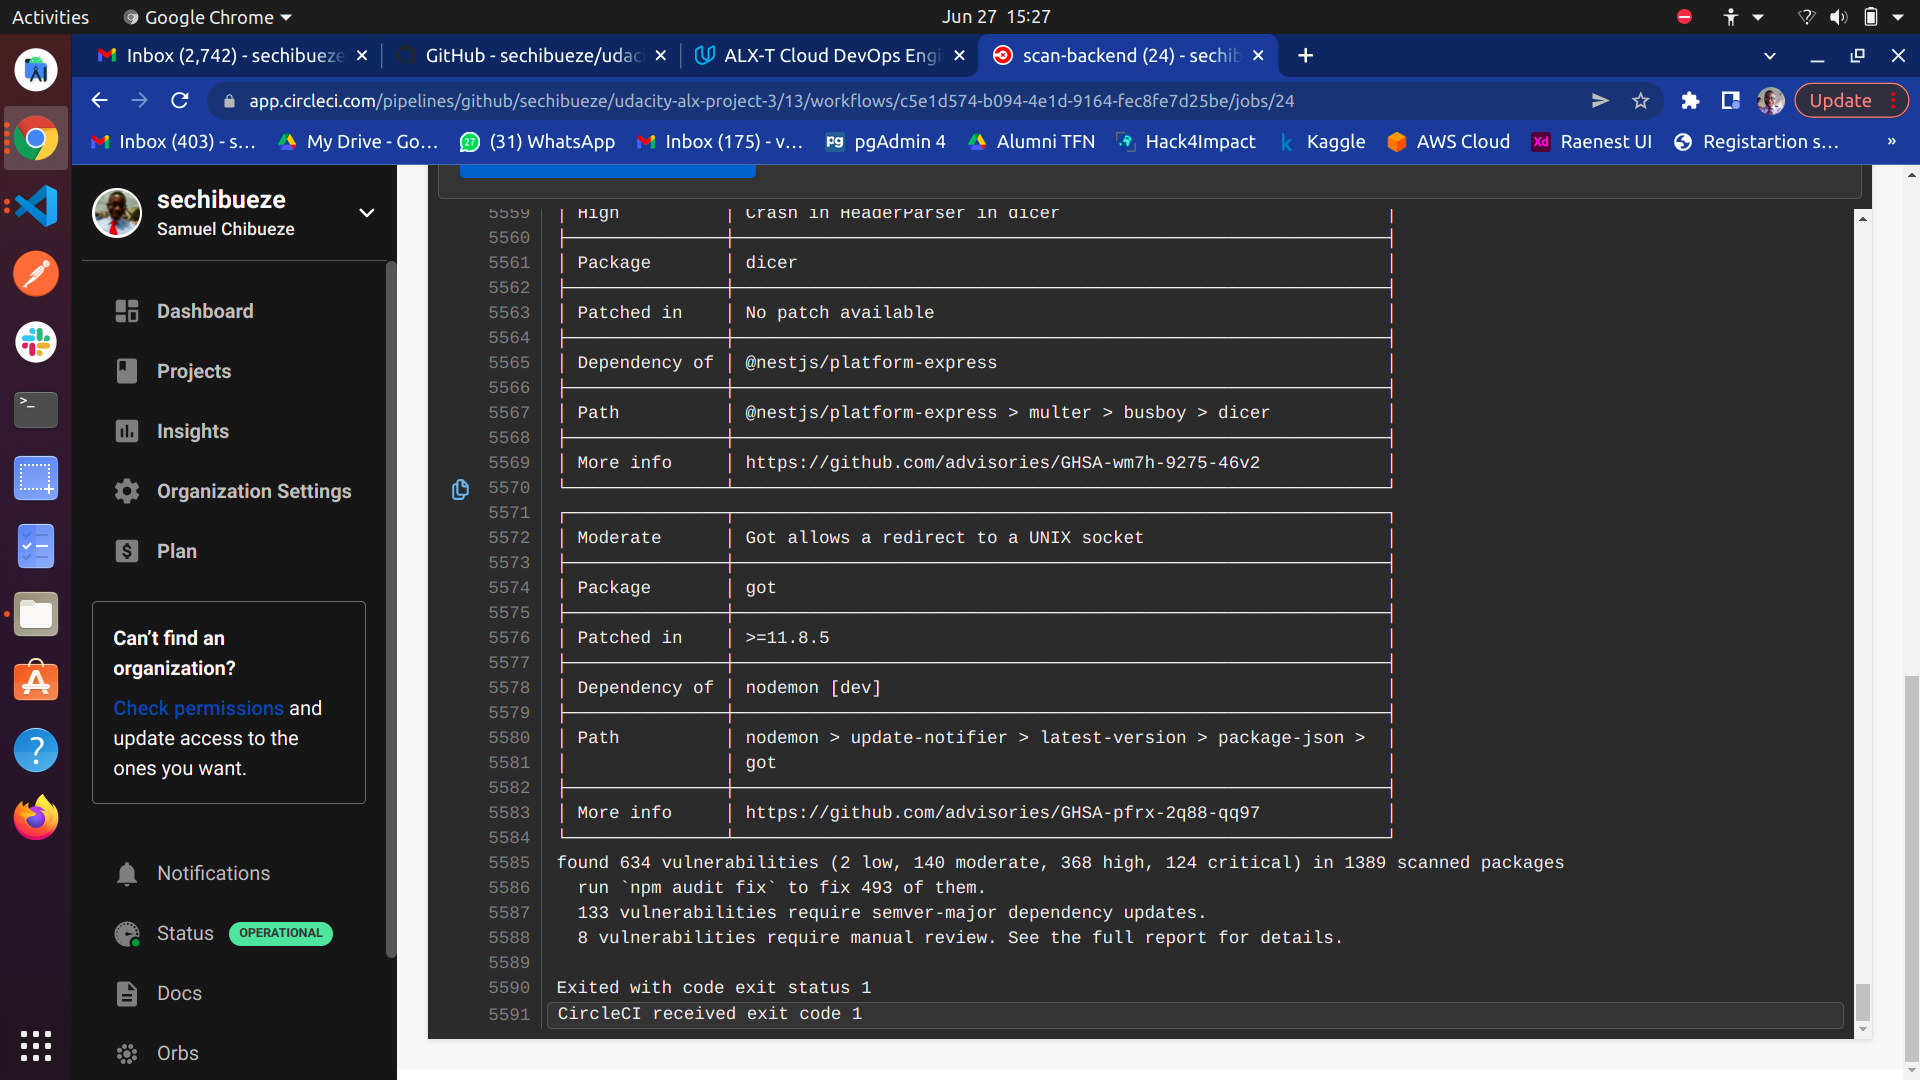 Activities
Google Chrome
Jun 27 15:27
Inbox (2,742) - sechibueze
GitHub - sechibueze/udac
ALX-T Cloud DevOps Engi
scan-backend (24) - sechib
app.circleci.com/pipelines/github/sechibueze/udacity-alx-project-3/13/workflows/c5e1d574-b094-4e1d-9164-fec8fe7d25be/jobs/24
Update
Inbox (403) - s...
My Drive - Go...
27
(31) WhatsApp
Inbox (175) - v...
pg
pgAdmin 4
Alumni TFN
Hack4Impact
k
Kaggle
AWS Cloud
Xd
Raenest UI
Registartion s...
»
sechibueze
Samuel Chibueze
Dashboard
Projects
Insights
Organization Settings
Plan
Can't find an
organization?
Check permissions and
update access to the
ones you want.
Notifications
Status OPERATIONAL
Docs
Orbs
5559 High Crash in HeaderParser in dicer
5560
5561 Package dicer
5562
5563 Patched in No patch available
5564
5565 Dependency of @nestjs/platform-express
5566
5567 Path @nestjs/platform-express > multer > busboy > dicer
5568
5569 More info https://github.com/advisories/GHSA-wm7h-9275-46v2
5570
5571
5572 Moderate Got allows a redirect to a UNIX socket
5573
5574 Package got
5575
5576 Patched in >=11.8.5
5577
5578 Dependency of nodemon [dev]
5579
5580 Path nodemon > update-notifier > latest-version > package-json >
5581 got
5582
5583 More info https://github.com/advisories/GHSA-pfrx-2q88-qq97
5584
5585 found 634 vulnerabilities (2 low, 140 moderate, 368 high, 124 critical) in 1389 scanned packages
5586 run `npm audit fix` to fix 493 of them.
5587 133 vulnerabilities require semver-major dependency updates.
5588 8 vulnerabilities require manual review. See the full report for details.
5589
5590 Exited with code exit status 1
5591 CircleCI received exit code 1